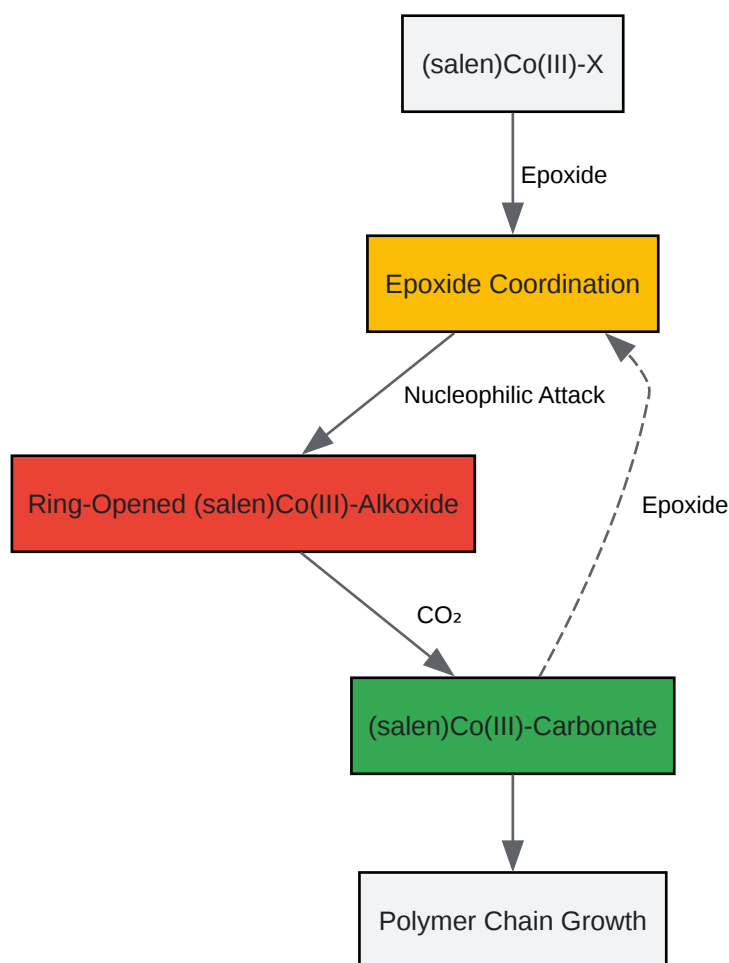 (salen)Co(III)-X
Epoxide
Epoxide Coordination
Nucleophilic Attack
Ring-Opened (salen)Co(III)-Alkoxide
Epoxide
CO₂
(salen)Co(III)-Carbonate
Polymer Chain Growth